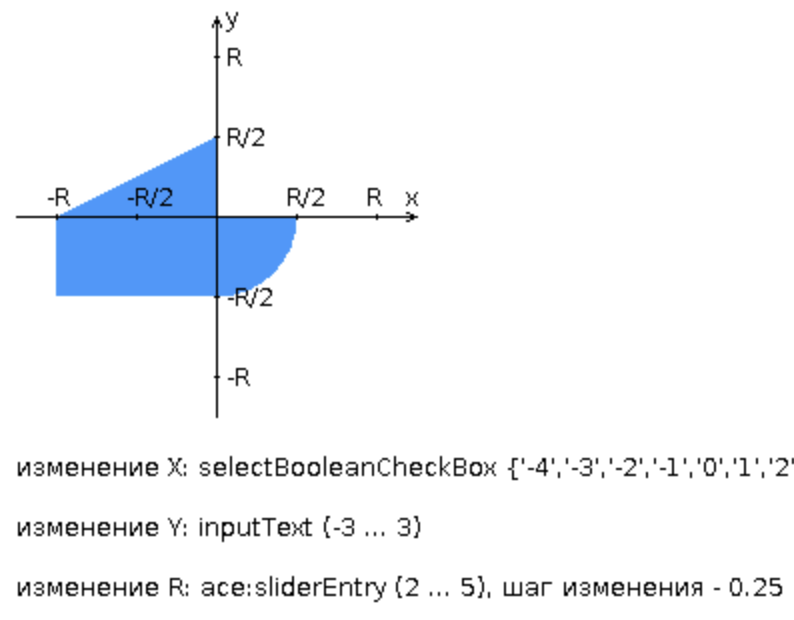 y
R
R/2
-R -R/2 R/2 R x
-R/2
-R
изменение X: selectBooleanCheckBox {'-4','-3','-2','-1','0','1','2'
изменение Y: inputText (-3 ... 3)
изменение R: ace:sliderEntry (2 ... 5), шаг изменения - 0.25